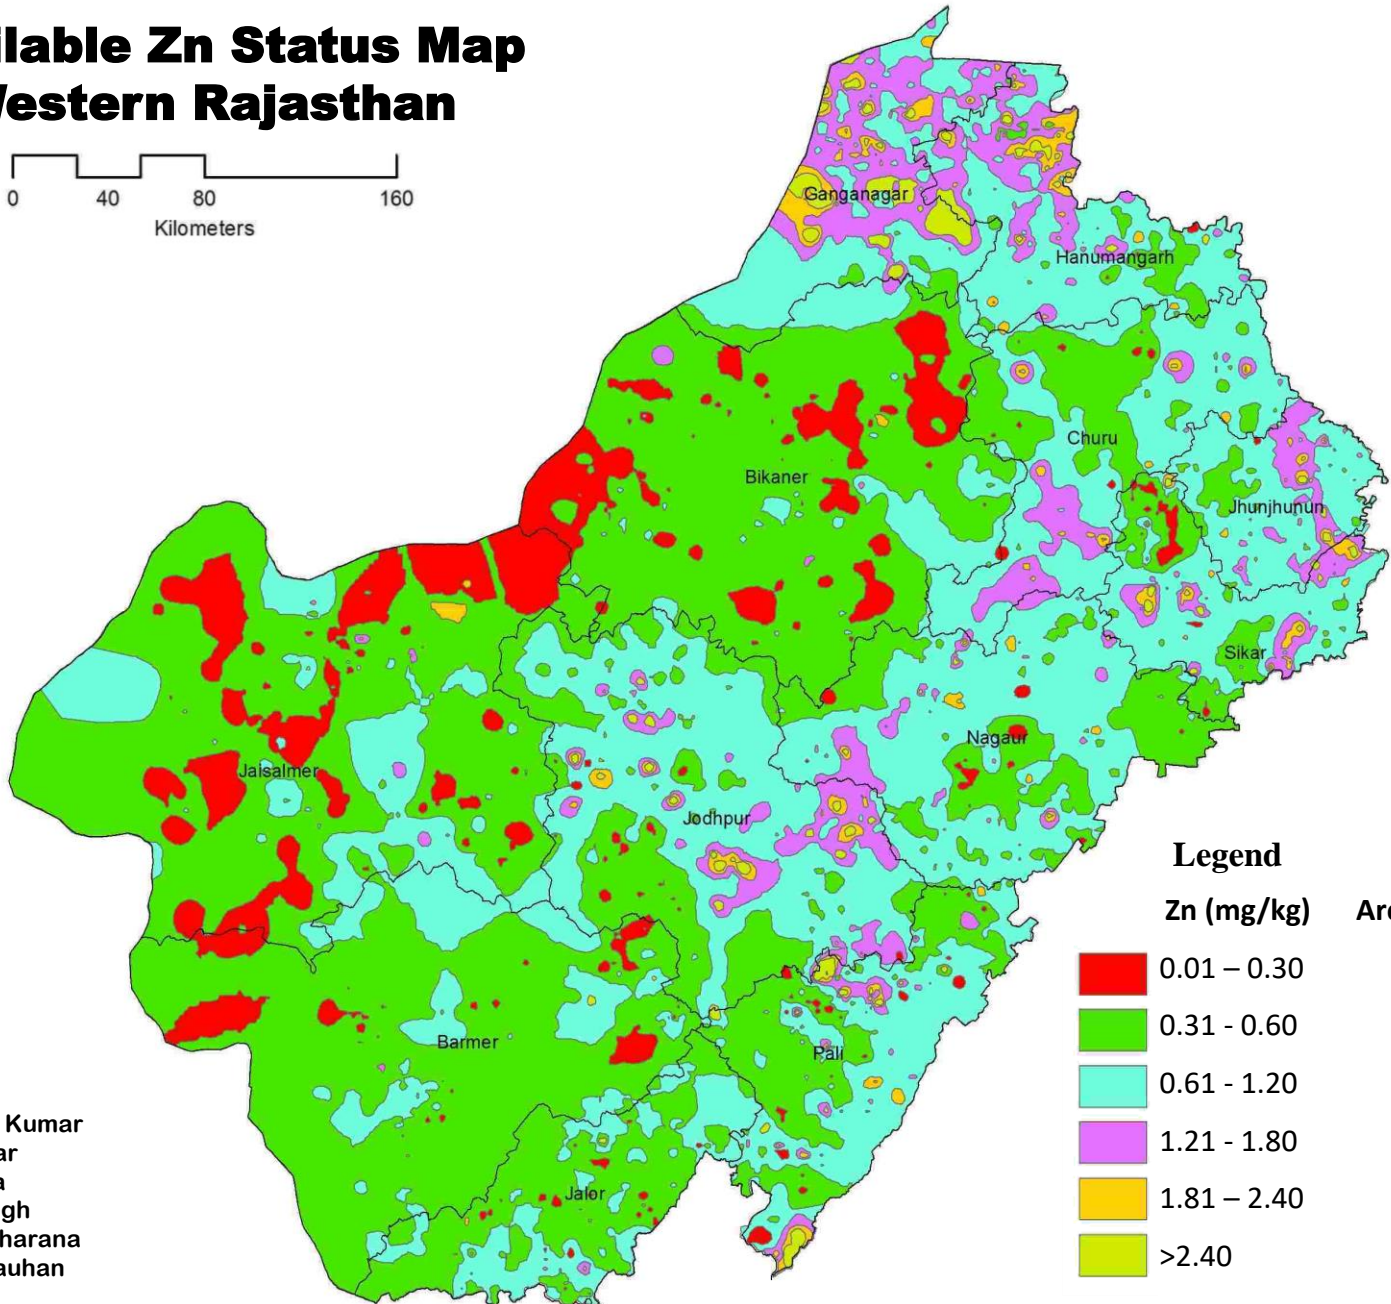 ilable Zn Status Map
Western Rajasthan
0 40 80 160
Kilometers
Ganganagar
Hanumangarh
Churu
Bikaner
Jhunjhunun
Sikar
Nagaur
Jaisalmer
Jodhpur
Barmer
Pali
Jalor
Legend
Zn (mg/kg) Are
0.01 – 0.30
0.31 - 0.60
0.61 - 1.20
1.21 - 1.80
1.81 – 2.40
>2.40
Kumar
ar
a
gh
harana
auhan